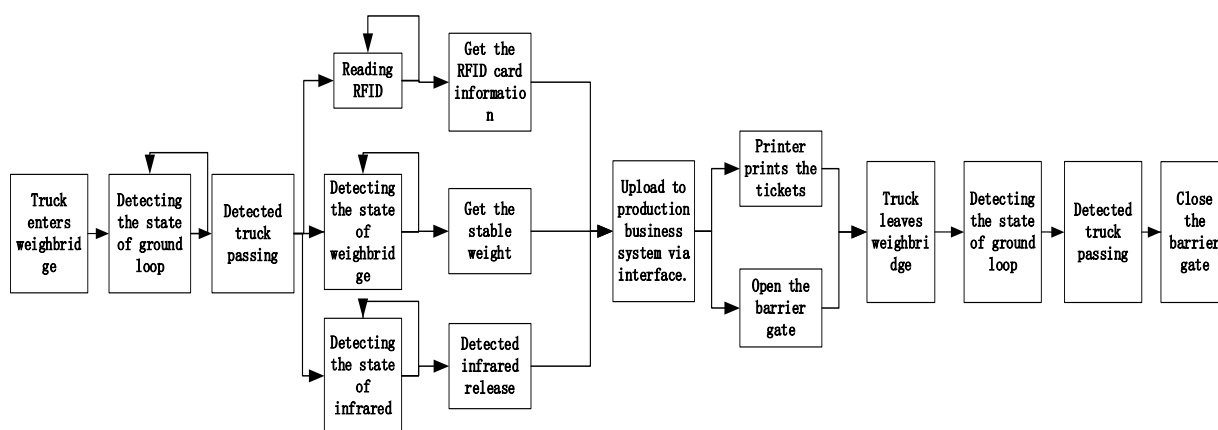 Truck
enters
weighbri
dge
Detecting
the state
of ground
loop
Detected
truck
passing
Reading
RFID
Get the
RFID card
informatio
n
Detecting
the state
of
weighbrid
ge
Get the
stable
weight
Detecting
the state
of
infrared
Detected
infrared
release
Upload to
production
business
system via
interface.
Printer
prints the
tickets
Open the
barrier
gate
Truck
leaves
weighbri
dge
Detecting
the state
of ground
loop
Detected
truck
passing
Close
the
barrier
gate